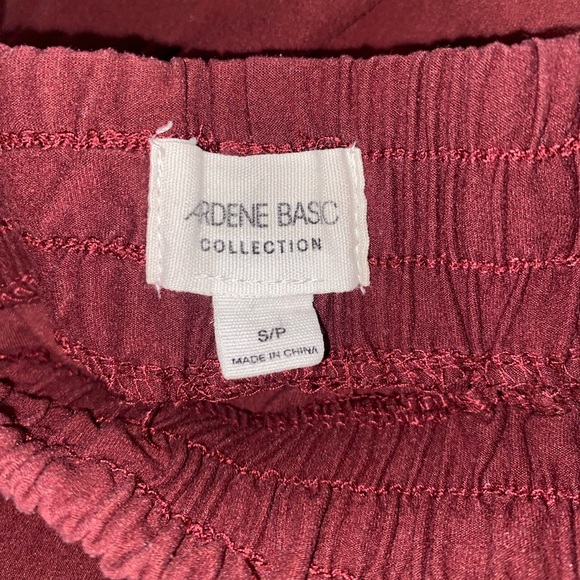 ARDENE BASIC
COLLECTION
S/P
MADE IN CHINA